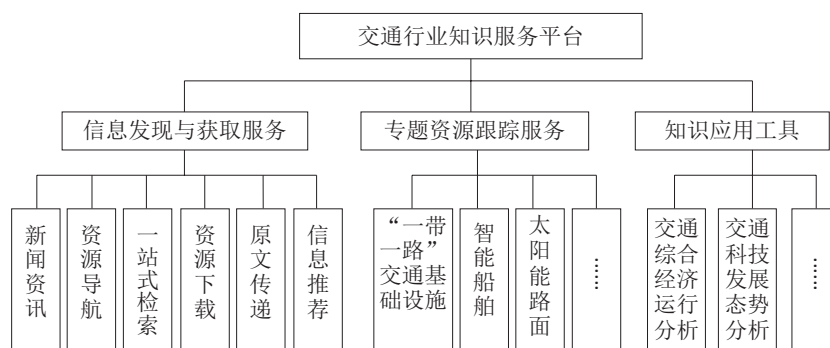 交通行业知识服务平台
信息发现与获取服务
专题资源跟踪服务
知识应用工具
新闻资讯
资源导航
一站式检索
资源下载
原文传递
信息推荐
“一带
一路”
交通基
础设施
智能船舶
太阳能路面
……
交通
综合
经济
运行
分析
交通
科技
发展
态势
分析
……